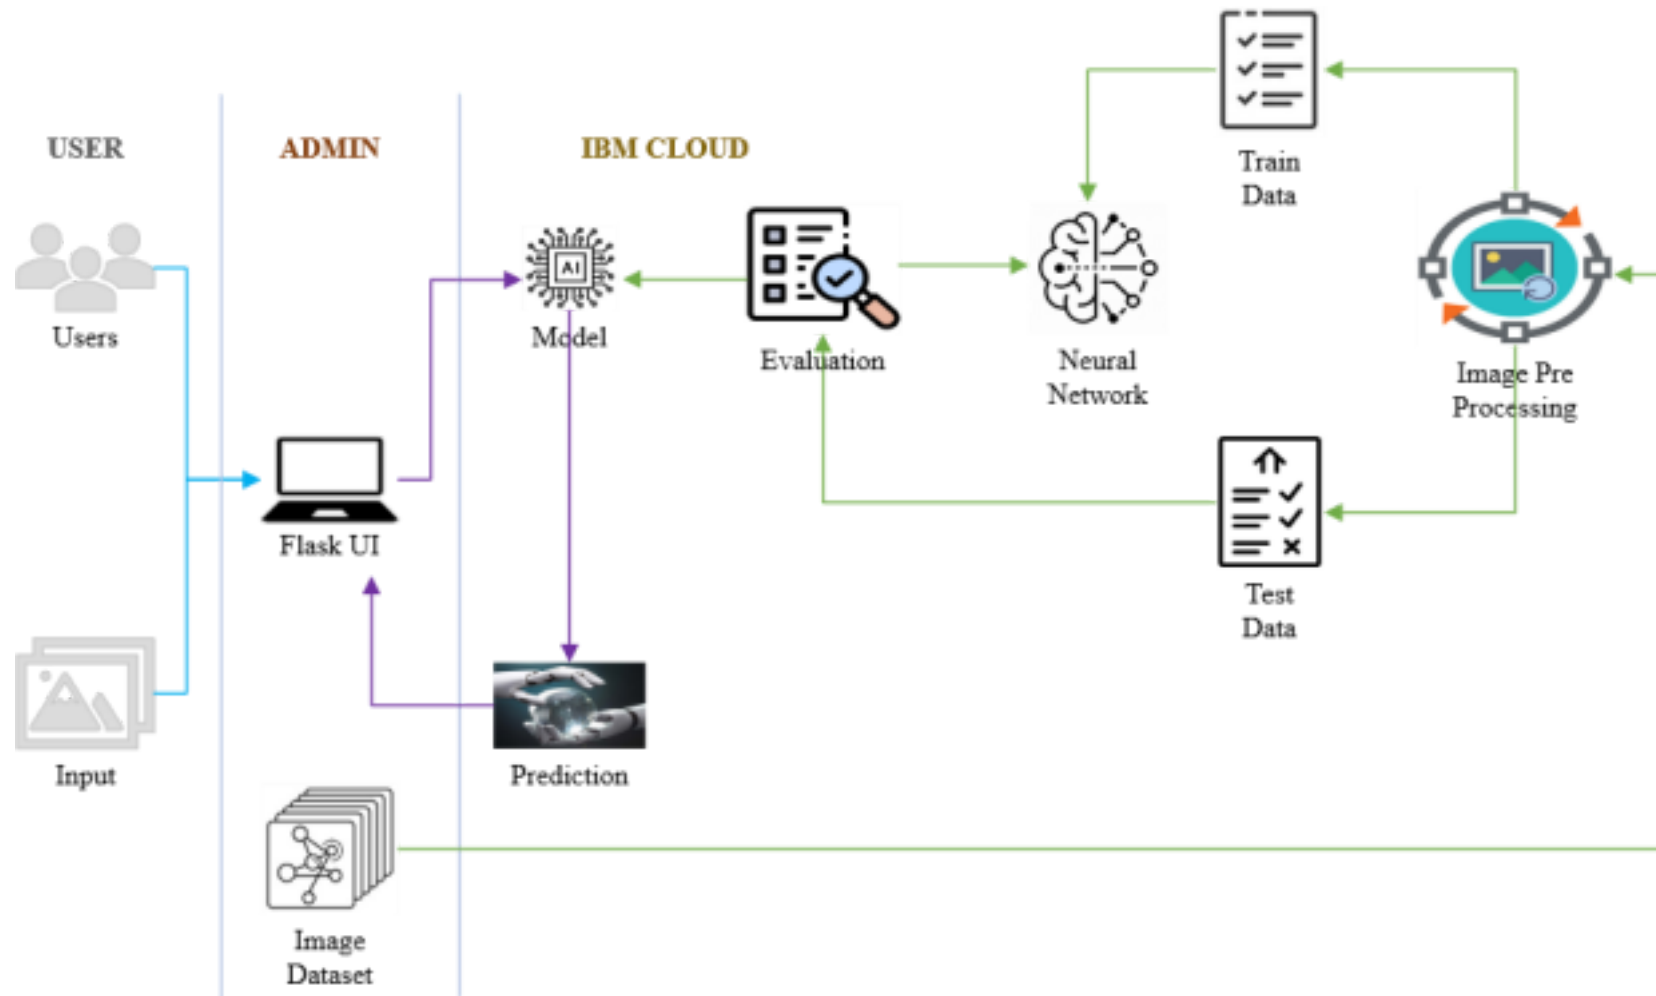 USER
ADMIN
IBM CLOUD
Train
Data
Users
AI
Model
Evaluation
Neural
Network
Image Pre
Processing
Flask UI
Test
Data
Input
Prediction
Image
Dataset